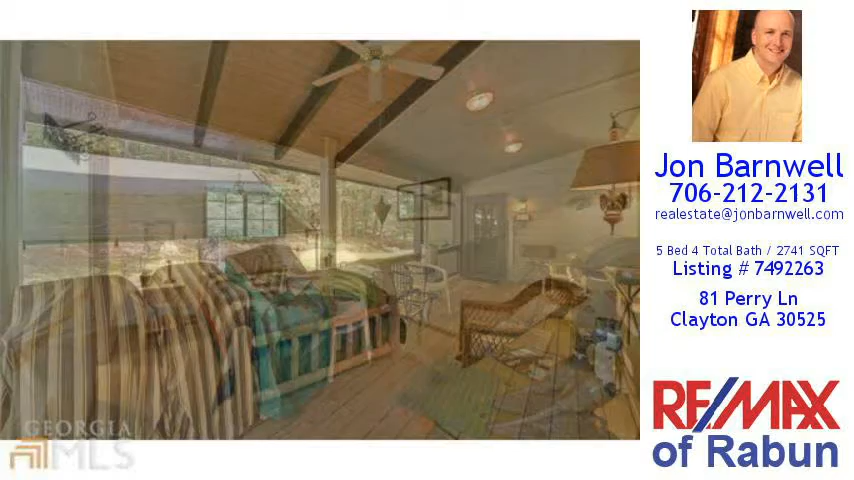 GEORGIA
MLS
Jon Barnwell
706-212-2131
realestate@jonbarnwell.com
5 Bed 4 Total Bath / 2741 SQFT
Listing # 7492263
81 Perry Ln
Clayton GA 30525
RE/MAX
of Rabun